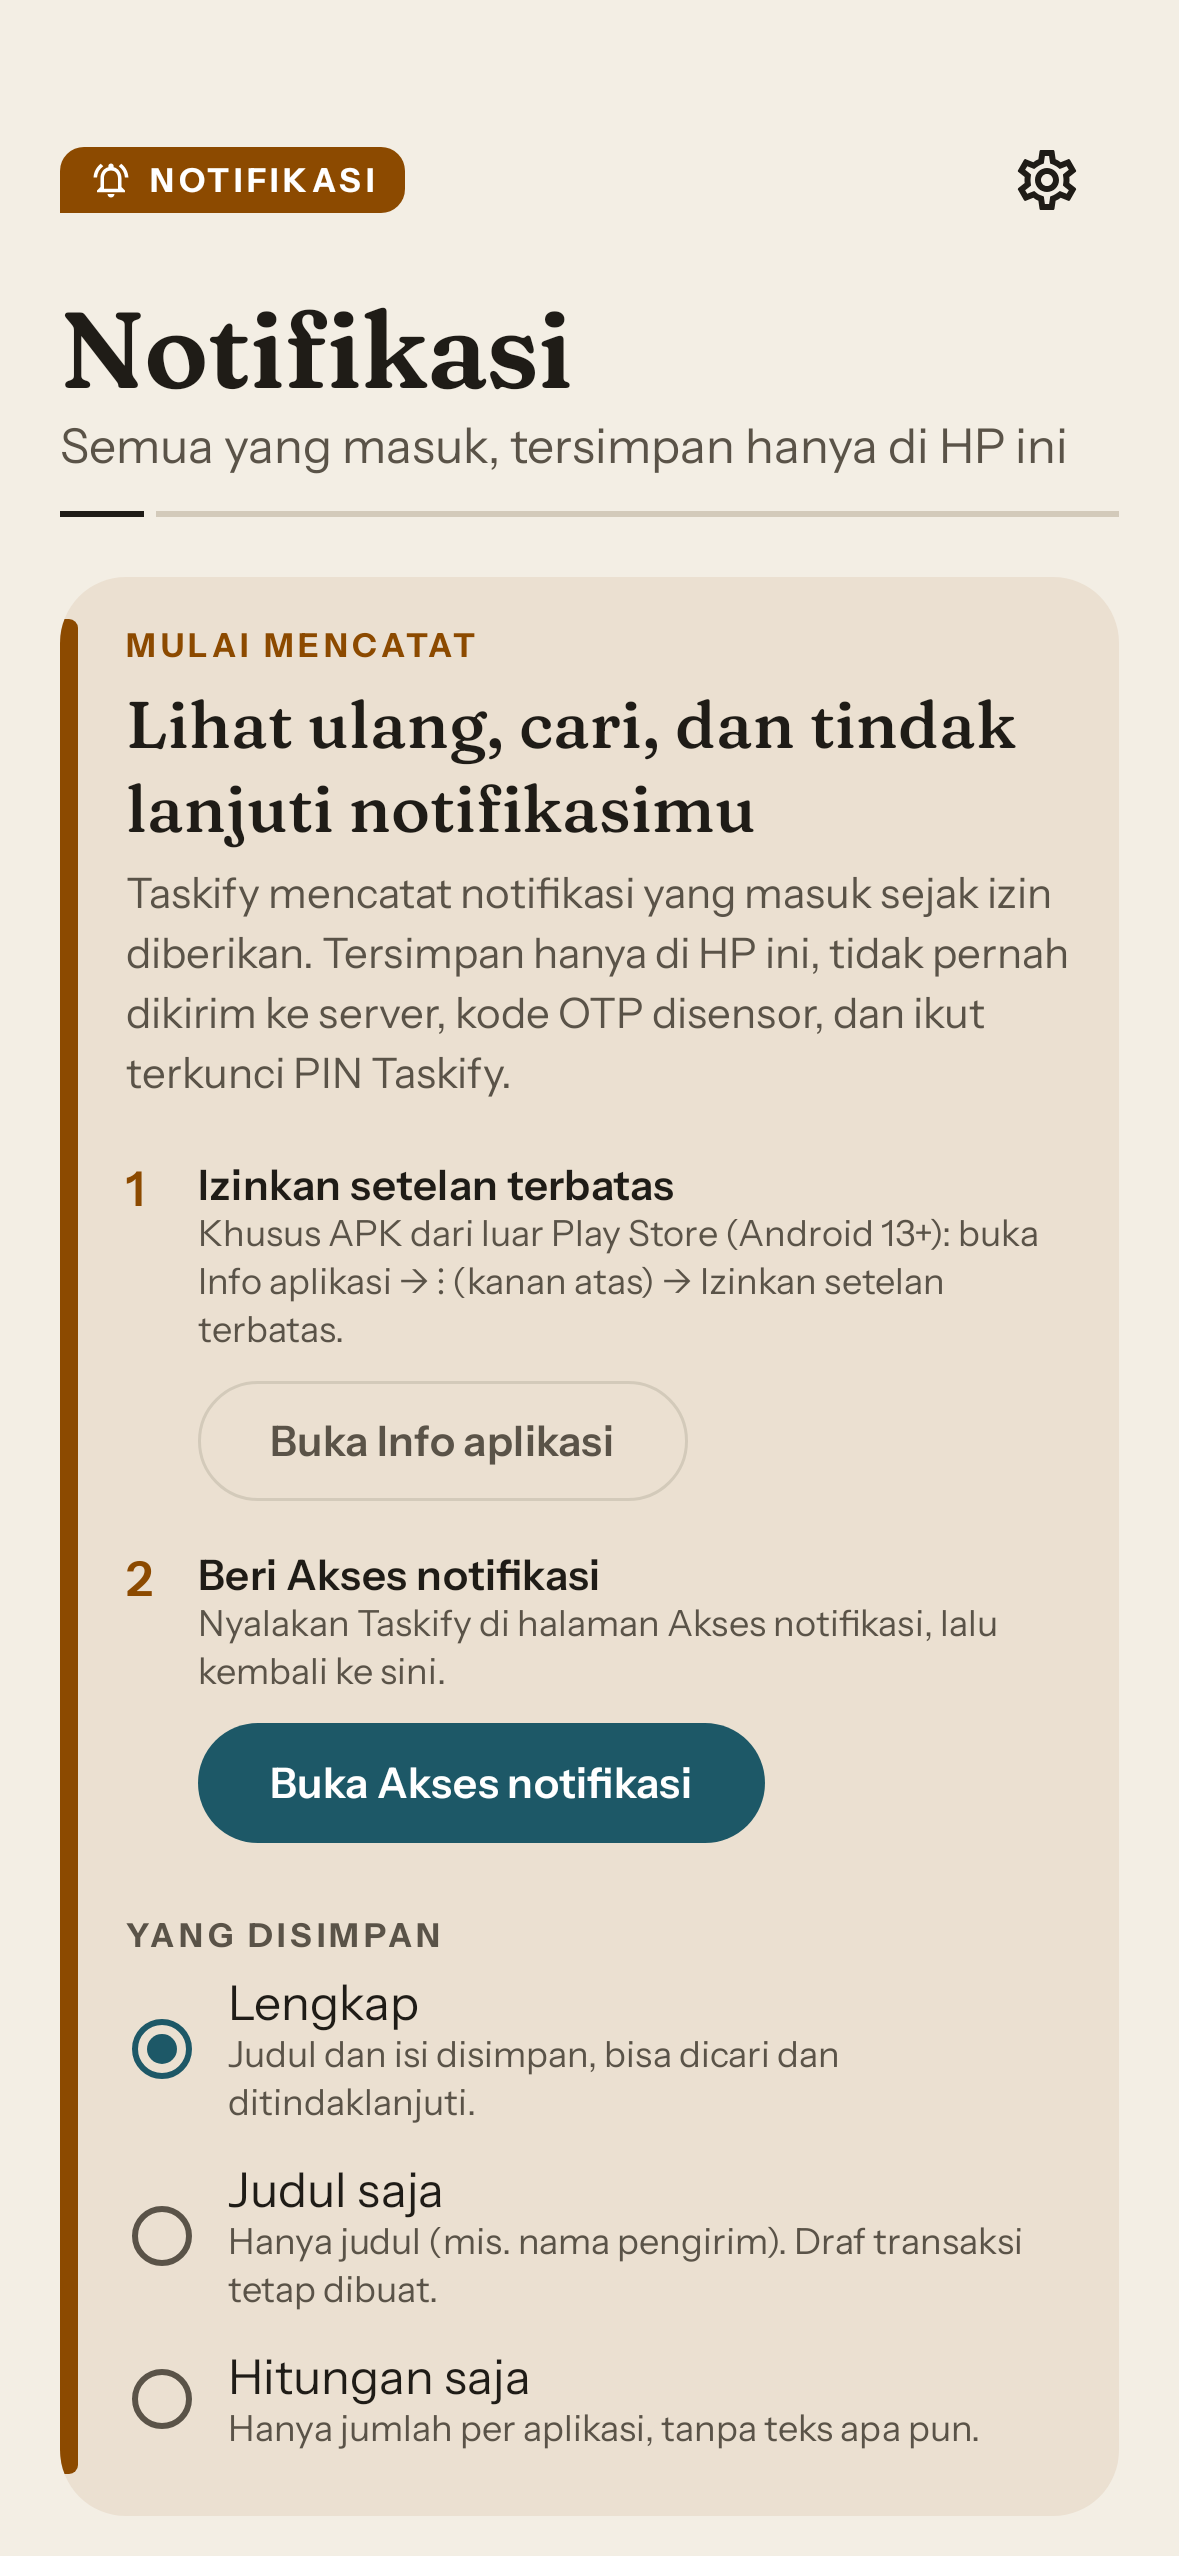 NOTIFIKASI
Notifikasi
Semua yang masuk, tersimpan hanya di HP ini
MULAI MENCATAT
Lihat ulang, cari, dan tindak
lanjuti notifikasimu
Taskify mencatat notifikasi yang masuk sejak izin
diberikan. Tersimpan hanya di HP ini, tidak pernah
dikirim ke server, kode OTP disensor, dan ikut
terkunci PIN Taskify.
1 Izinkan setelan terbatas
Khusus APK dari luar Play Store (Android 13+): buka
Info aplikasi → ⋮ (kanan atas) → Izinkan setelan
terbatas.
Buka Info aplikasi
2 Beri Akses notifikasi
Nyalakan Taskify di halaman Akses notifikasi, lalu
kembali ke sini.
Buka Akses notifikasi
YANG DISIMPAN
Lengkap
Judul dan isi disimpan, bisa dicari dan
ditindaklanjuti.
Judul saja
Hanya judul (mis. nama pengirim). Draf transaksi
tetap dibuat.
Hitungan saja
Hanya jumlah per aplikasi, tanpa teks apa pun.